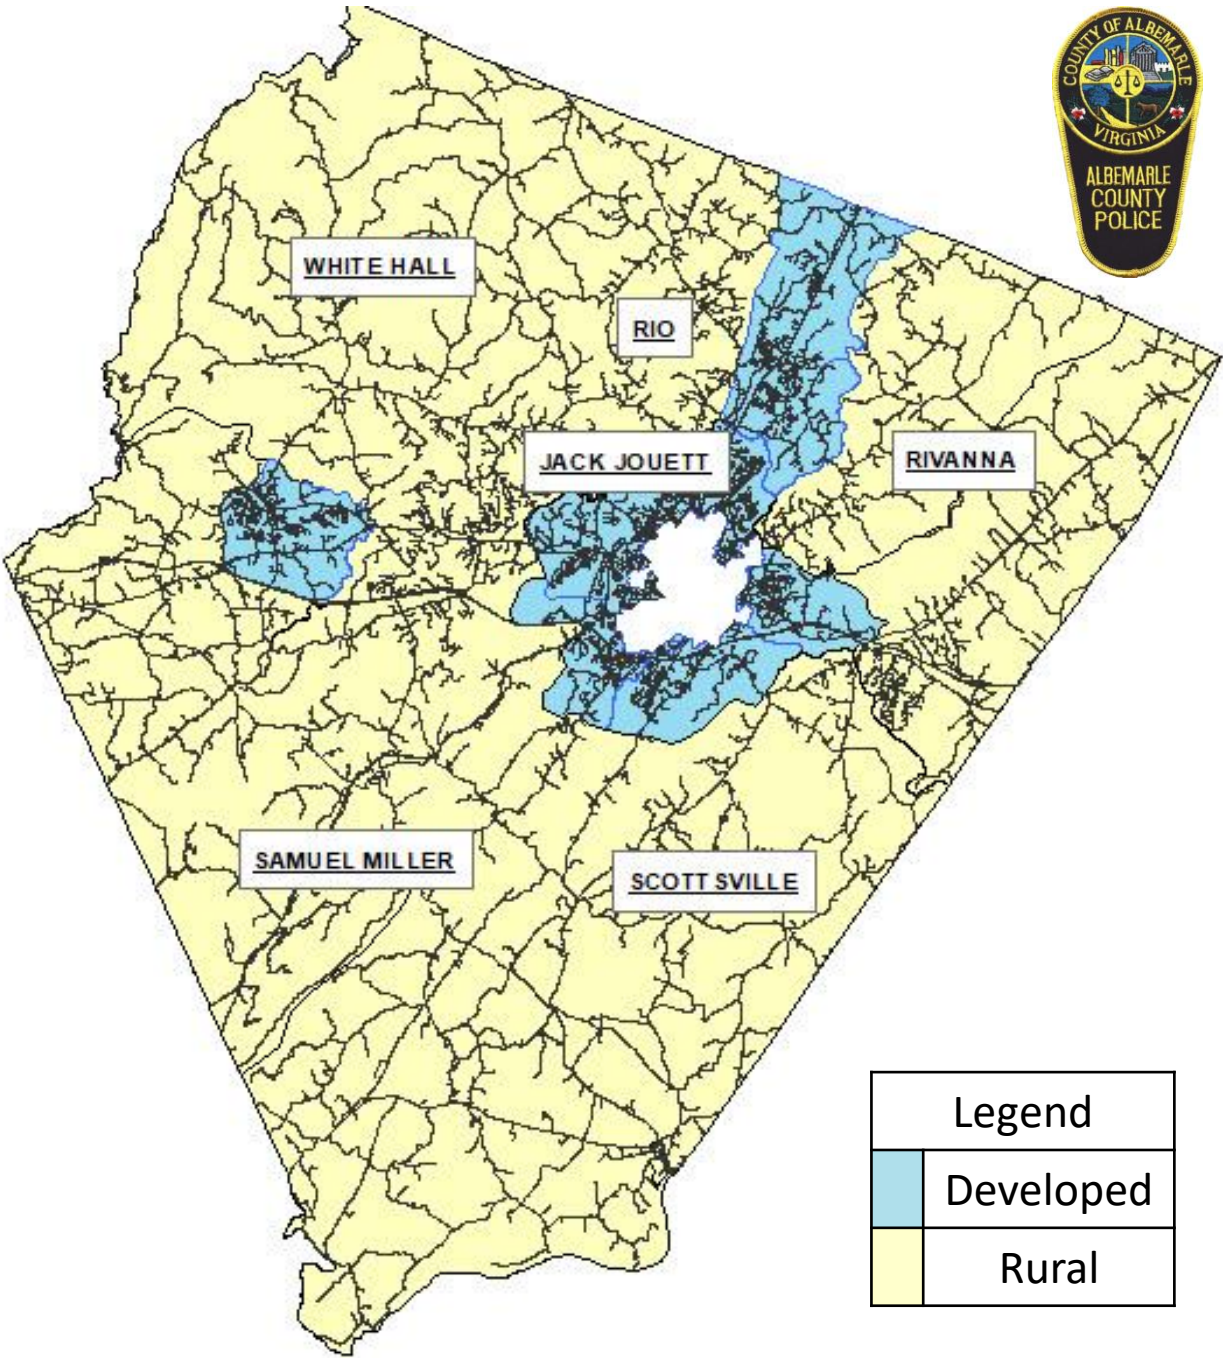 COUNTY OF ALBEMARLE
VIRGINIA
ALBEMARLE
COUNTY
POLICE
WHITE HALL
RIO
JACK JOUETT
RIVANNA
SAMUEL MILLER
SCOTT SVILLE
Legend
Developed
Rural